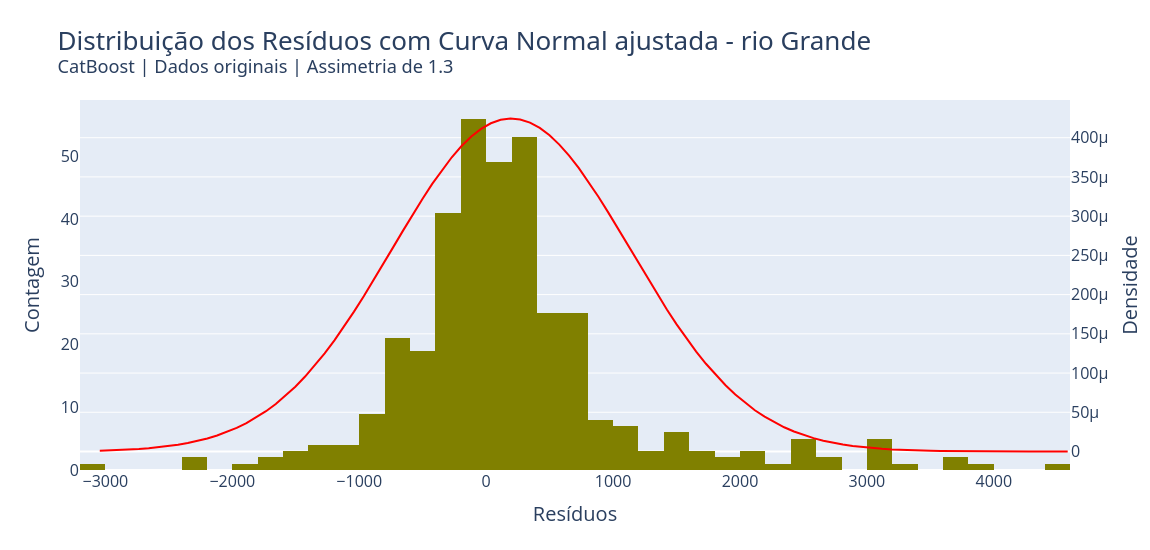 Distribuição dos Resíduos com Curva Normal ajustada - rio Grande
CatBoost | Dados originais | Assimetria de 1.3
Contagem
50
40
30
20
10
0
400μ
350μ
300μ
250μ
200μ
150μ
100μ
50μ
0
Densidade
−3000
−2000
−1000
0
1000
2000
3000
4000
Resíduos